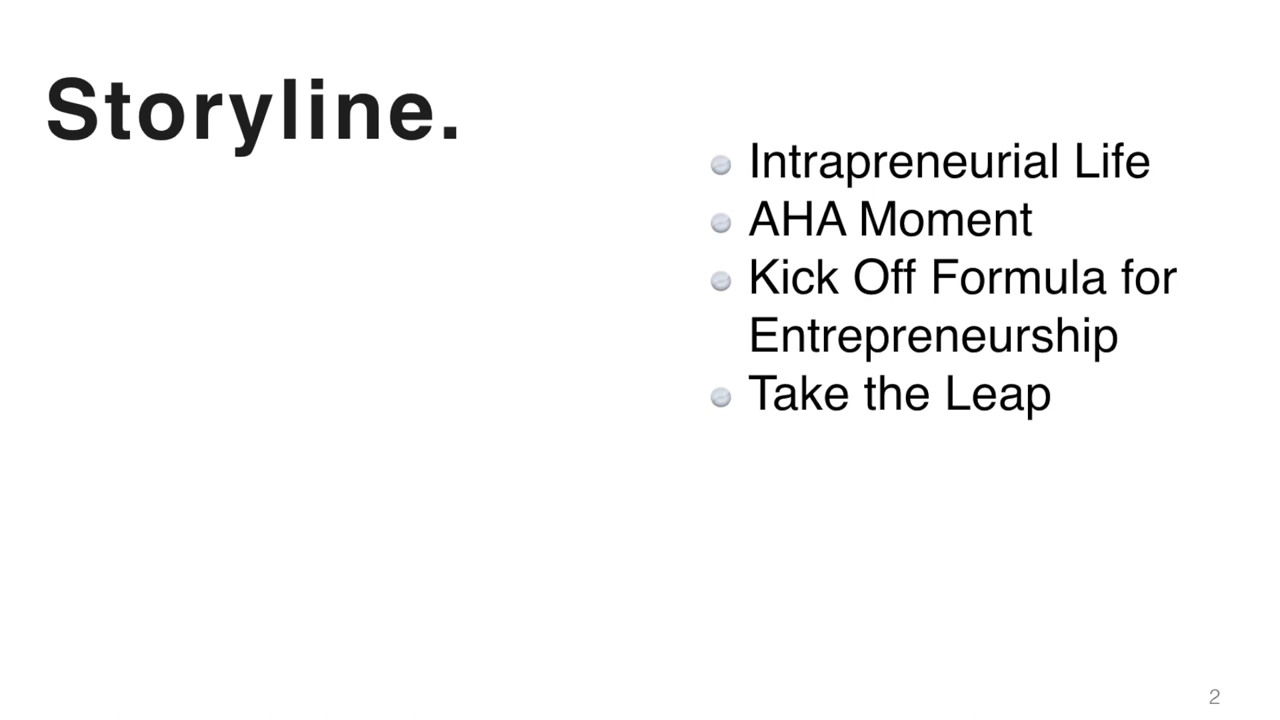 Storyline.
Intrapreneurial Life
AHA Moment
Kick Off Formula for
Entrepreneurship
Take the Leap
2